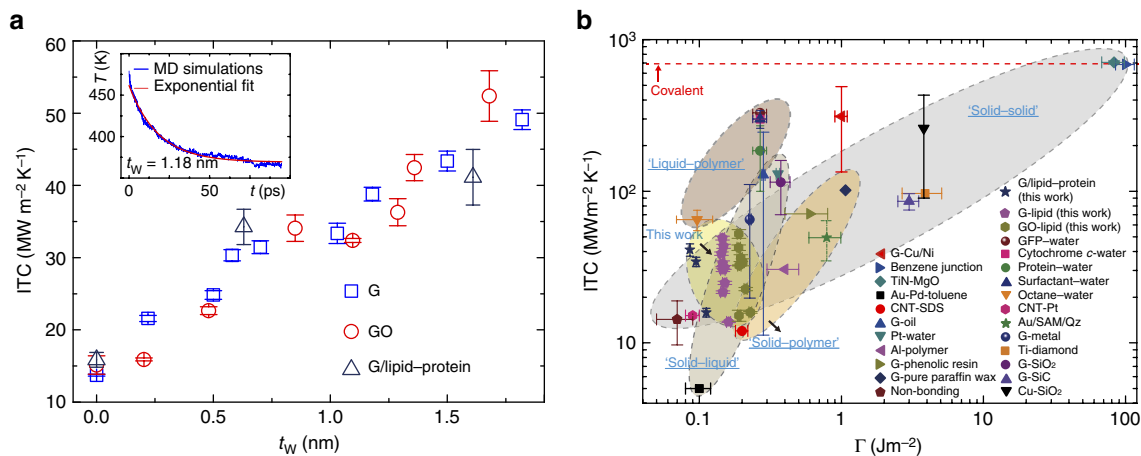 a
ITC (MW m⁻² K⁻¹)
60
50
40
30
20
10
0.0
0.5
1.0
1.5
t_W (nm)
T (K)
450
375
0
50
t (ps)
MD simulations
Exponential fit
t_W = 1.18 nm
G
GO
G/lipid–protein
b
ITC (MWm⁻² K⁻¹)
10³
10²
10¹
0.1
1
10
100
Γ (Jm⁻²)
Covalent
‘Solid–solid’
‘Liquid–polymer’
This work
‘Solid–polymer’
‘Solid–liquid’
G-Cu/Ni
Benzene junction
TiN-MgO
Au-Pd-toluene
CNT-SDS
G-oil
Pt-water
Al-polymer
G-phenolic resin
G-pure paraffin wax
Non-bonding
G/lipid–protein
(this work)
G-lipid (this work)
GO-lipid (this work)
GFP–water
Cytochrome c-water
Protein–water
Surfactant–water
Octane–water
CNT-Pt
Au/SAM/Qz
G-metal
Ti-diamond
G-SiO₂
G-SiC
Cu-SiO₂